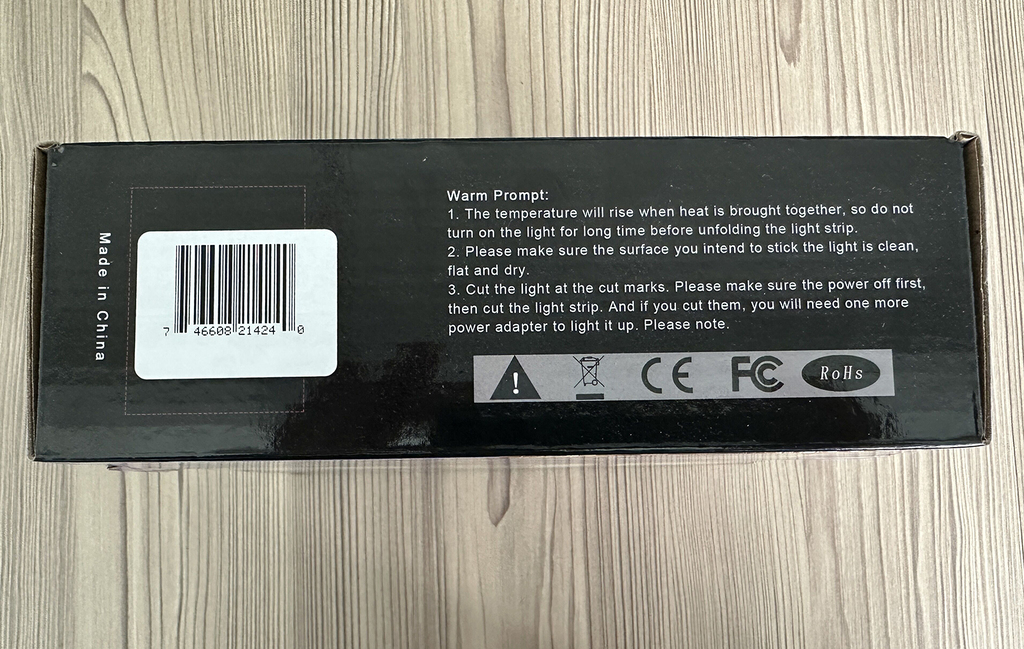 Made in China
7 46608 21424 0
Warm Prompt:
1. The temperature will rise when heat is brought together, so do not
turn on the light for long time before unfolding the light strip.
2. Please make sure the surface you intend to stick the light is clean,
flat and dry.
3. Cut the light at the cut marks. Please make sure the power off first,
then cut the light strip. And if you cut them, you will need one more
power adapter to light it up. Please note.
! CE FC RoHs